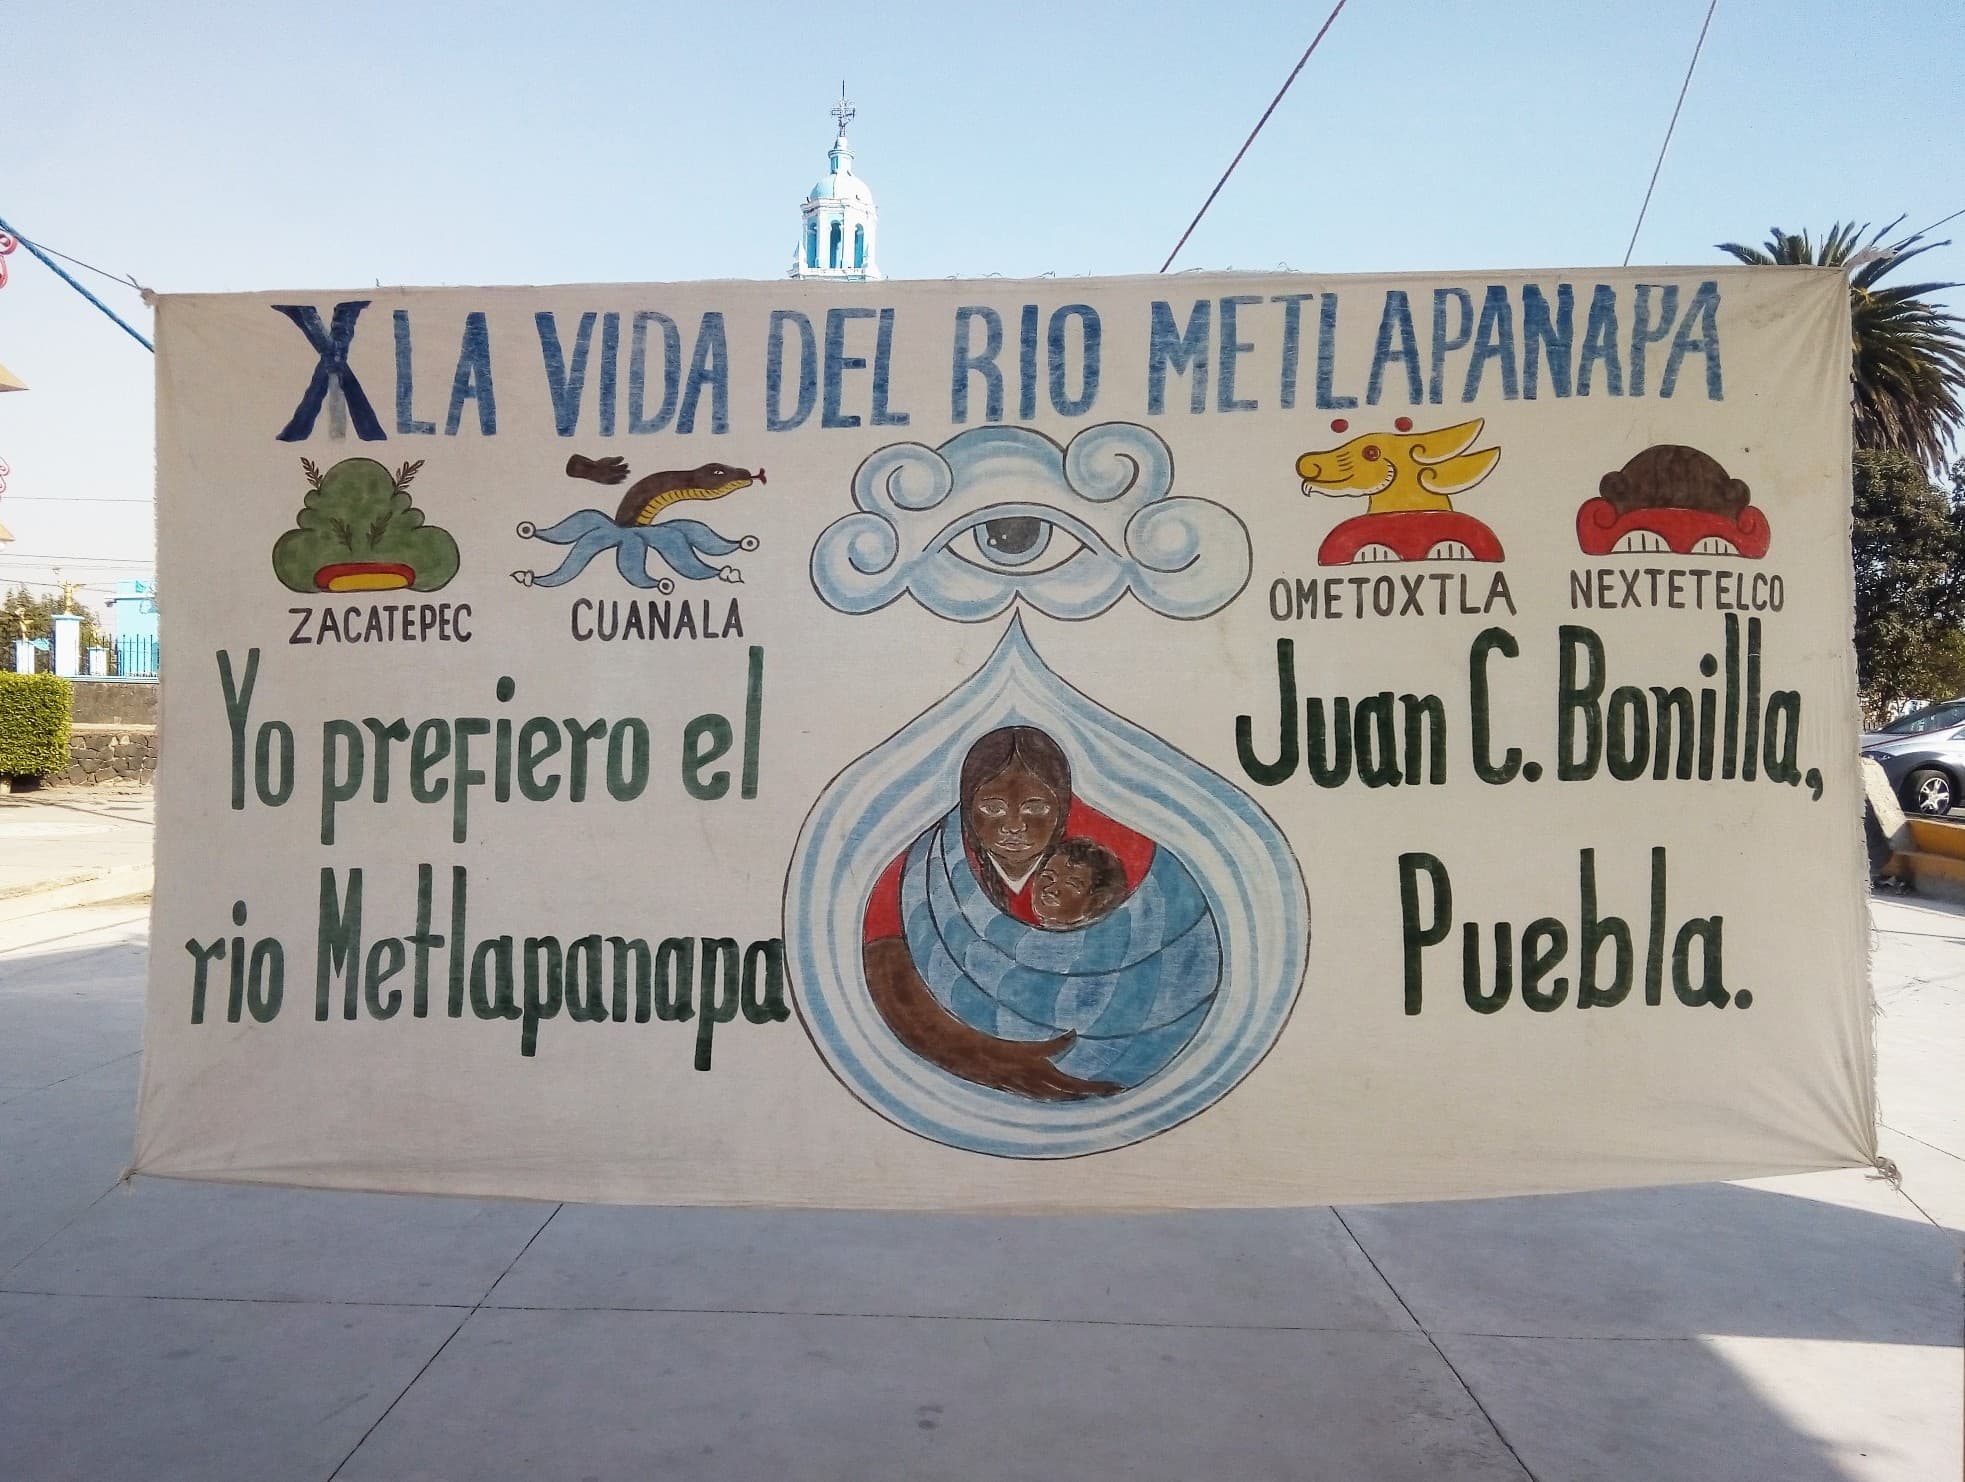 X LA VIDA DEL RIO METLAPANAPA
ZACATEPEC
CUANALA
OMETOXTLA
NEXTETELCO
Yo prefiero el
rio Metlapanapa
Juan C. Bonilla,
Puebla.